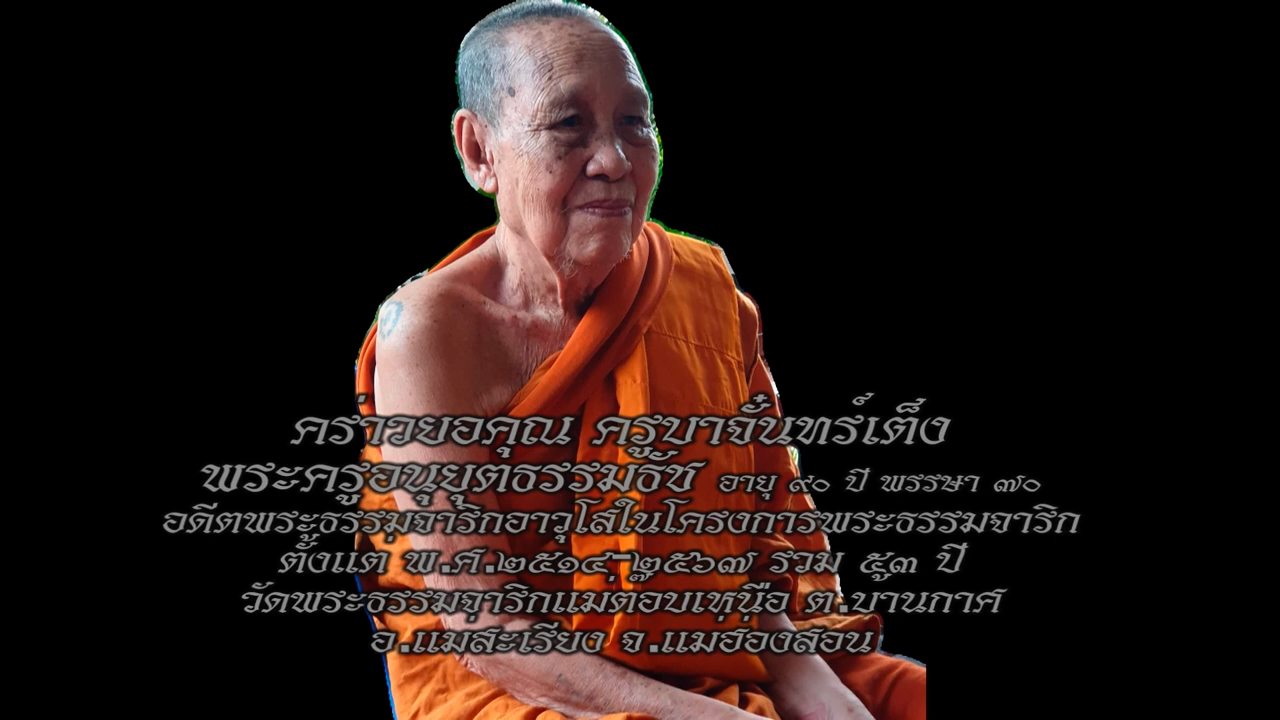 คร่าวยอคุณ ครูบาจั๋นทร์เต็ง
พระครูอนุยุตธรรมธัช อายุ ๙๐ ปี พรรษา ๗๐
อดีตพระธรรมจาริกอาวุโสในโครงการพระธรรมจาริก
ตั้งแต่ พ.ศ.๒๕๑๔-๒๕๖๗ รวม ๕๓ ปี
วัดพระธรรมจาริกแม่ต๊อบเหนือ ต.บ้านกาศ
อ.แม่สะเรียง จ.แม่ฮ่องสอน